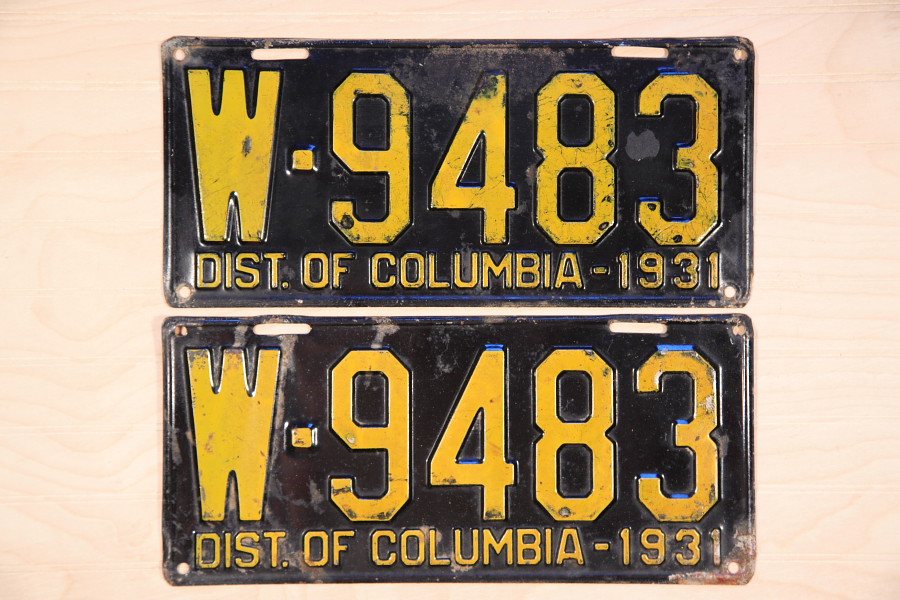 W-9483
DIST. OF COLUMBIA-1931
W-9483
DIST. OF COLUMBIA-1931